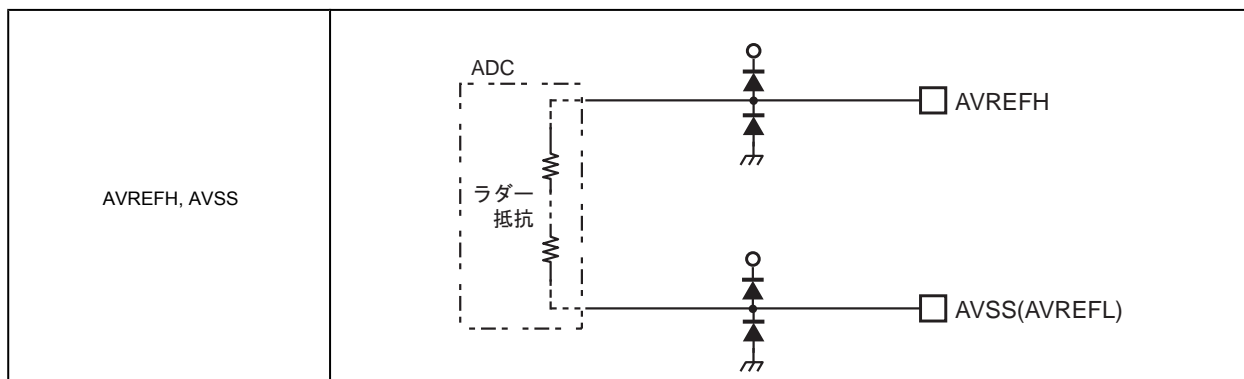 AVREFH, AVSS
ADC
AVREFH
ラダー
抵抗
AVSS(AVREFL)